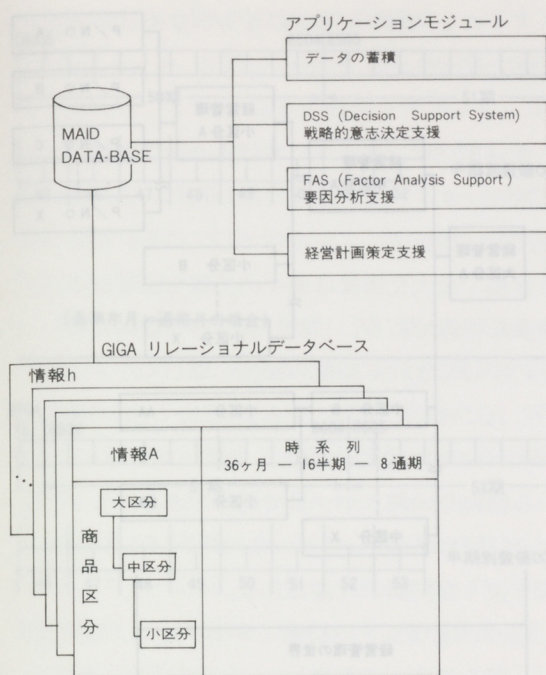 アプリケーションモジュール
データの蓄積
MAID
DATA·BASE
DSS (Decision Support System)
戦略的意志決定支援
FAS (Factor Analysis Support)
要因分析支援
経営計画策定支援
GIGA リレーショナルデータベース
情報h
情報A
時系列
36ヶ月 — 16半期 — 8通期
大区分
商品区分
中区分
小区分